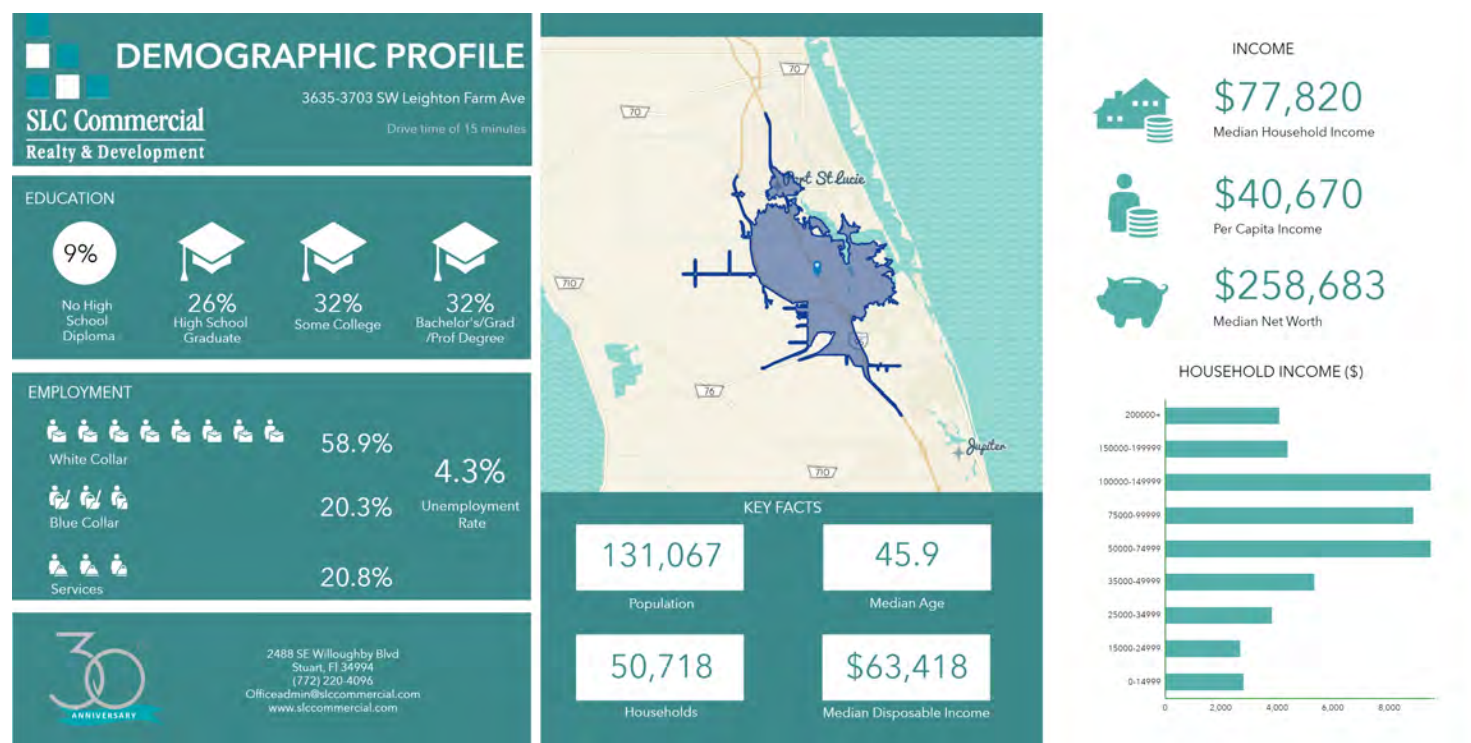 DEMOGRAPHIC PROFILE
3635-3703 SW Leighton Farm Ave
Drive time of 15 minutes
SLC Commercial
Realty & Development
EDUCATION
9%
No High
School
Diploma
26%
High School
Graduate
32%
Some College
32%
Bachelor's/Grad
/Prof Degree
EMPLOYMENT
White Collar
58.9%
Blue Collar
20.3%
Services
20.8%
4.3%
Unemployment
Rate
30
ANNIVERSARY
2488 SE Willoughby Blvd
Stuart, Fl 34994
(772) 220-4096
Officeadmin@slccommercial.com
www.slccommercial.com
70
70
Port St Lucie
710
95
76
Jupiter
710
KEY FACTS
131,067
Population
45.9
Median Age
50,718
Households
$63,418
Median Disposable Income
INCOME
$77,820
Median Household Income
$40,670
Per Capita Income
$258,683
Median Net Worth
HOUSEHOLD INCOME ($)
200000+
150000-199999
100000-149999
75000-99999
50000-74999
35000-49999
25000-34999
15000-24999
0-14999
0 2,000 4,000 6,000 8,000